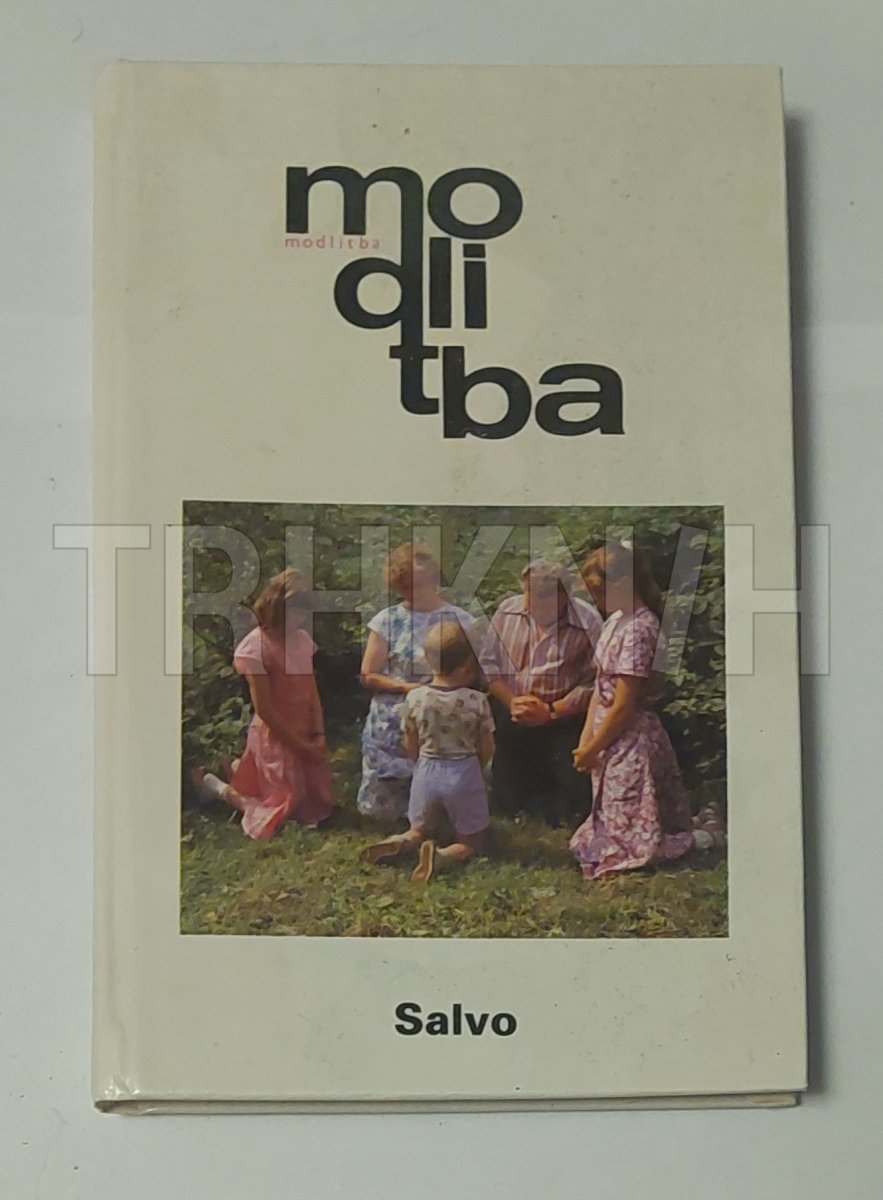 mo
modlitba
dli
tba
TRHKNIH
Salvo